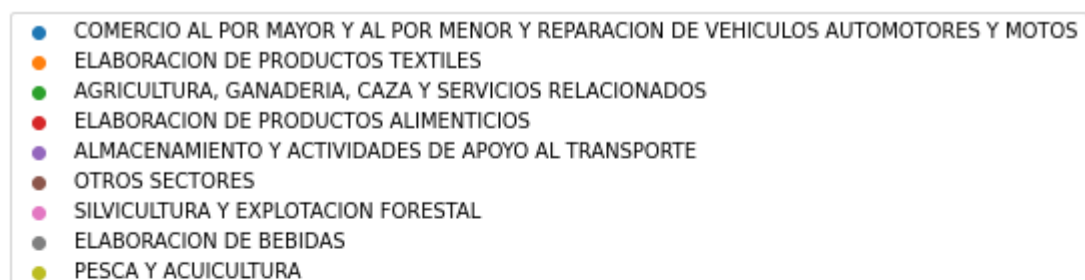 COMERCIO AL POR MAYOR Y AL POR MENOR Y REPARACION DE VEHICULOS AUTOMOTORES Y MOTOS
ELABORACION DE PRODUCTOS TEXTILES
AGRICULTURA, GANADERIA, CAZA Y SERVICIOS RELACIONADOS
ELABORACION DE PRODUCTOS ALIMENTICIOS
ALMACENAMIENTO Y ACTIVIDADES DE APOYO AL TRANSPORTE
OTROS SECTORES
SILVICULTURA Y EXPLOTACION FORESTAL
ELABORACION DE BEBIDAS
PESCA Y ACUICULTURA